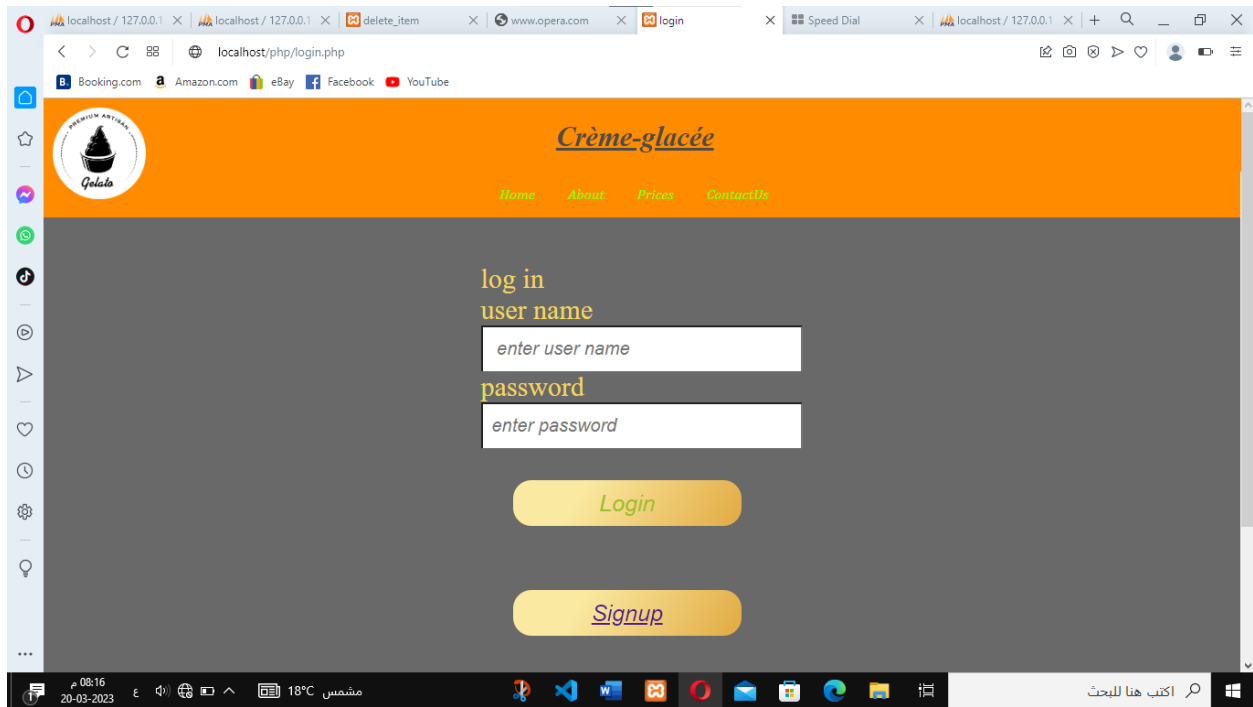 localhost / 127.0.0.1
localhost / 127.0.0.1
delete_item
www.opera.com
login
Speed Dial
localhost / 127.0.0.1
localhost/php/login.php
Booking.com
Amazon.com
eBay
Facebook
YouTube
PREMIUM ARTISAN
Gelato
Crème-glacée
Home About Prices ContactUs
log in
user name
enter user name
password
enter password
Login
Signup
اكتب هنا للبحث
مشمس 18°C
ع
08:16 م
20-03-2023
1